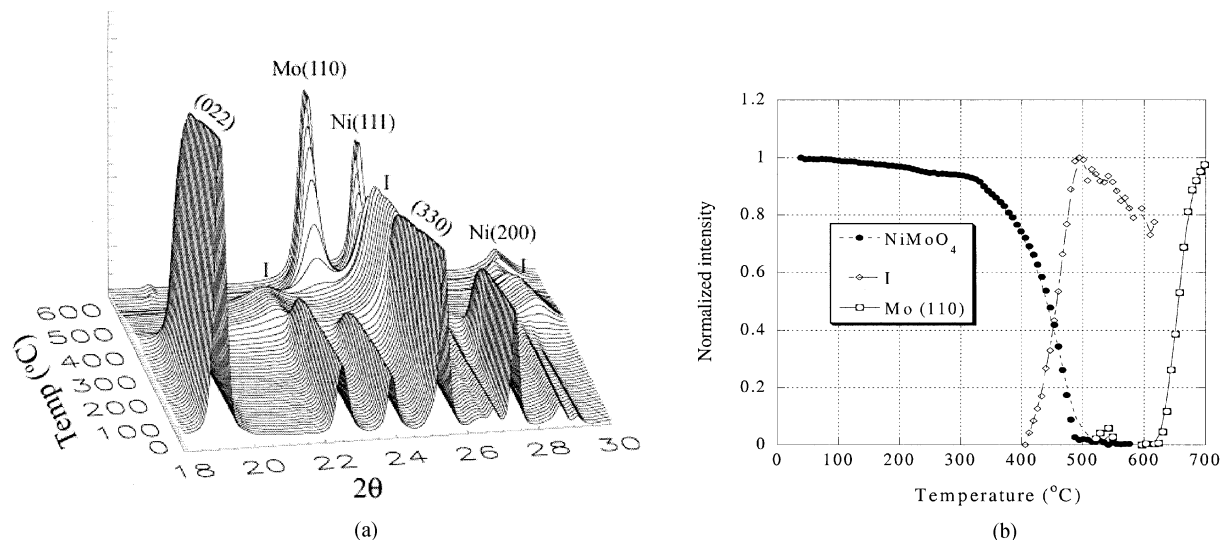 Mo(110)
(022)
Ni(111)
I
(330)
Ni(200)
I
I
600
500
400
300
200
100
Temp (°C)
18
20
22
24
26
28
30
2θ
(a)
1.2
1
0.8
0.6
0.4
0.2
0
Normalized intensity
NiMoO₄
I
Mo (110)
0 100 200 300 400 500 600 700
Temperature (°C)
(b)